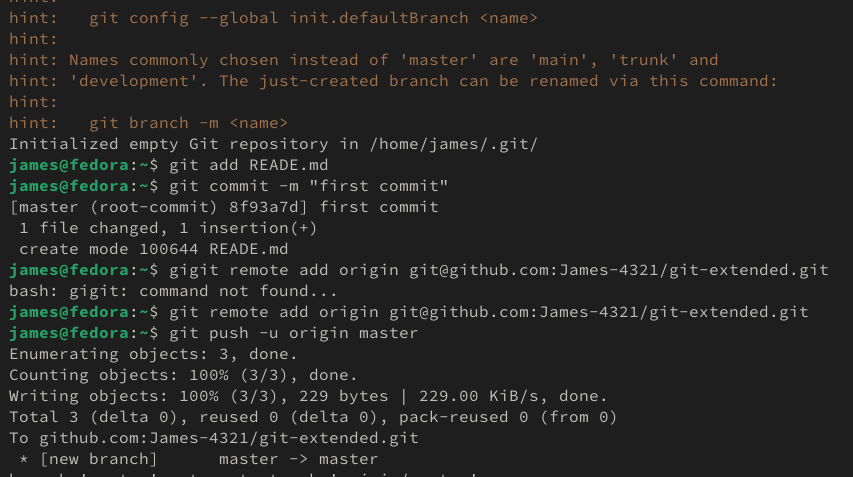 hint:
hint:   git config --global init.defaultBranch <name>
hint:
hint: Names commonly chosen instead of 'master' are 'main', 'trunk' and
hint: 'development'. The just-created branch can be renamed via this command:
hint:
hint:   git branch -m <name>
Initialized empty Git repository in /home/james/.git/
james@fedora:~$ git add READE.md
james@fedora:~$ git commit -m "first commit"
[master (root-commit) 8f93a7d] first commit
 1 file changed, 1 insertion(+)
 create mode 100644 READE.md
james@fedora:~$ gigit remote add origin git@github.com:James-4321/git-extended.git
bash: gigit: command not found...
james@fedora:~$ git remote add origin git@github.com:James-4321/git-extended.git
james@fedora:~$ git push -u origin master
Enumerating objects: 3, done.
Counting objects: 100% (3/3), done.
Writing objects: 100% (3/3), 229 bytes | 229.00 KiB/s, done.
Total 3 (delta 0), reused 0 (delta 0), pack-reused 0 (from 0)
To github.com:James-4321/git-extended.git
 * [new branch]      master -> master